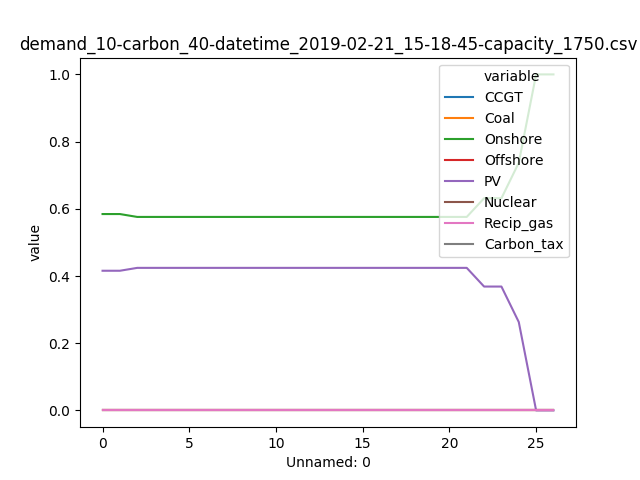 demand_10-carbon_40-datetime_2019-02-21_15-18-45-capacity_1750.csv
variable
CCGT
Coal
Onshore
Offshore
PV
Nuclear
Recip_gas
Carbon_tax
value
1.0
0.8
0.6
0.4
0.2
0.0
0 5 10 15 20 25
Unnamed: 0